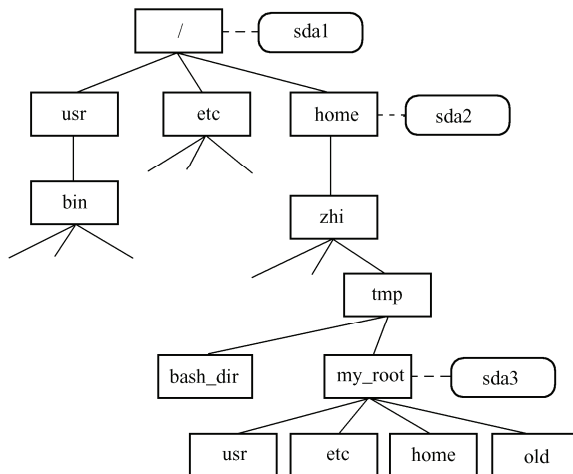 / sda1
usr etc home sda2
bin zhi
tmp
bash_dir my_root sda3
usr etc home old